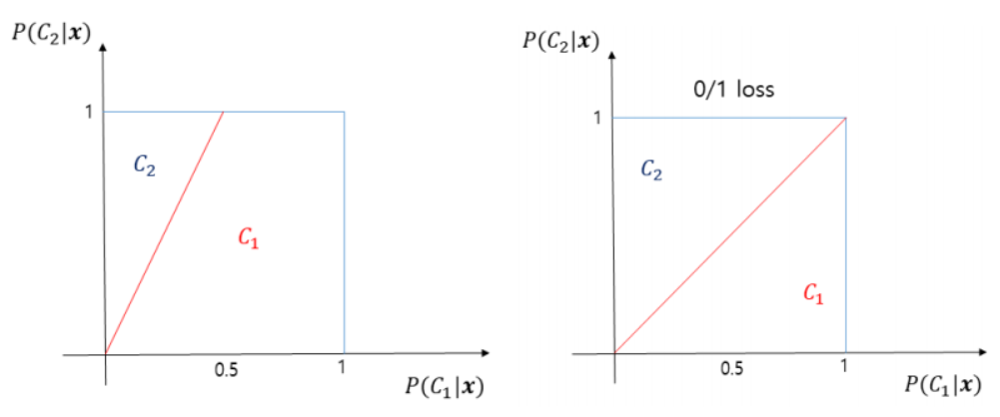 P(C₂|x)
1
C₂
C₁
0.5
1
P(C₁|x)
P(C₂|x)
0/1 loss
1
C₂
C₁
0.5
1
P(C₁|x)